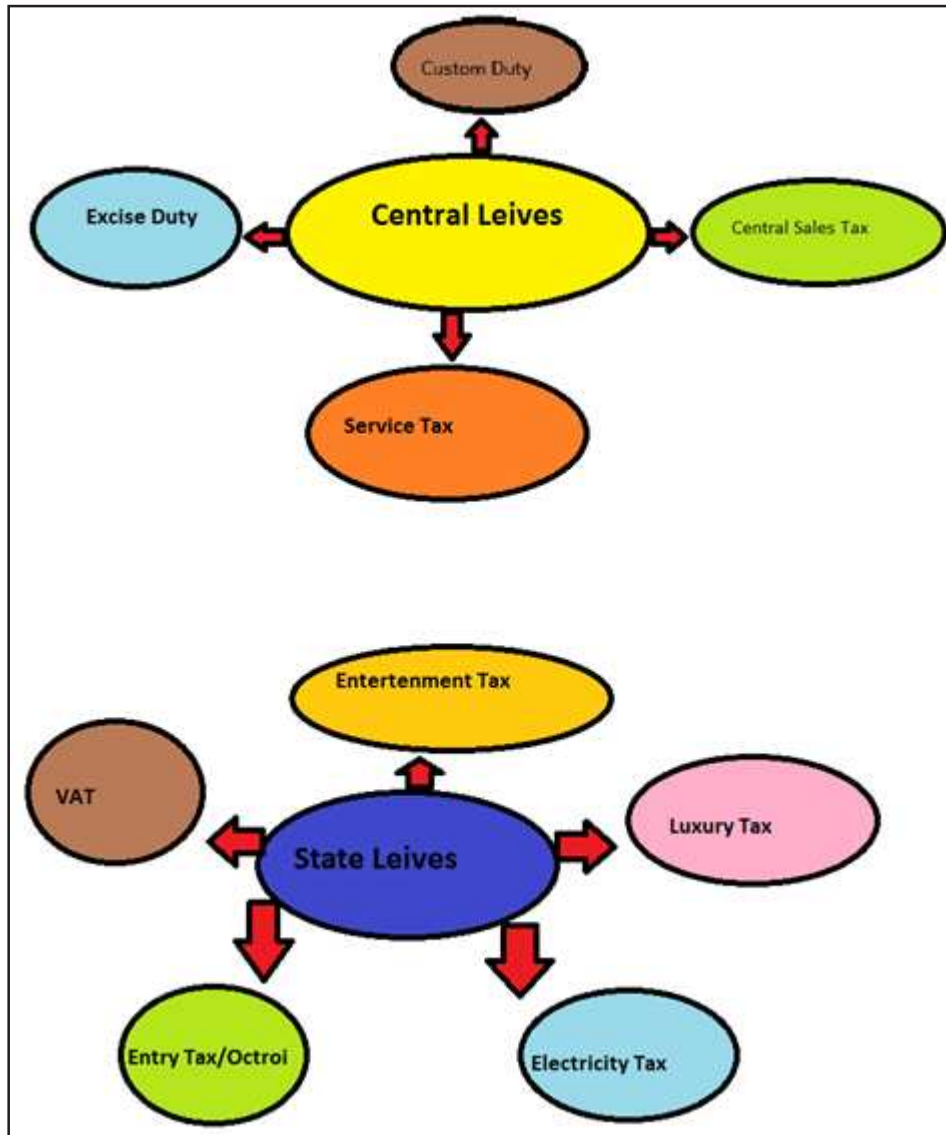 Custom Duty
Excise Duty
Central Leives
Central Sales Tax
Service Tax
Entertenment Tax
VAT
Luxury Tax
State Leives
Entry Tax/Octroi
Electricity Tax